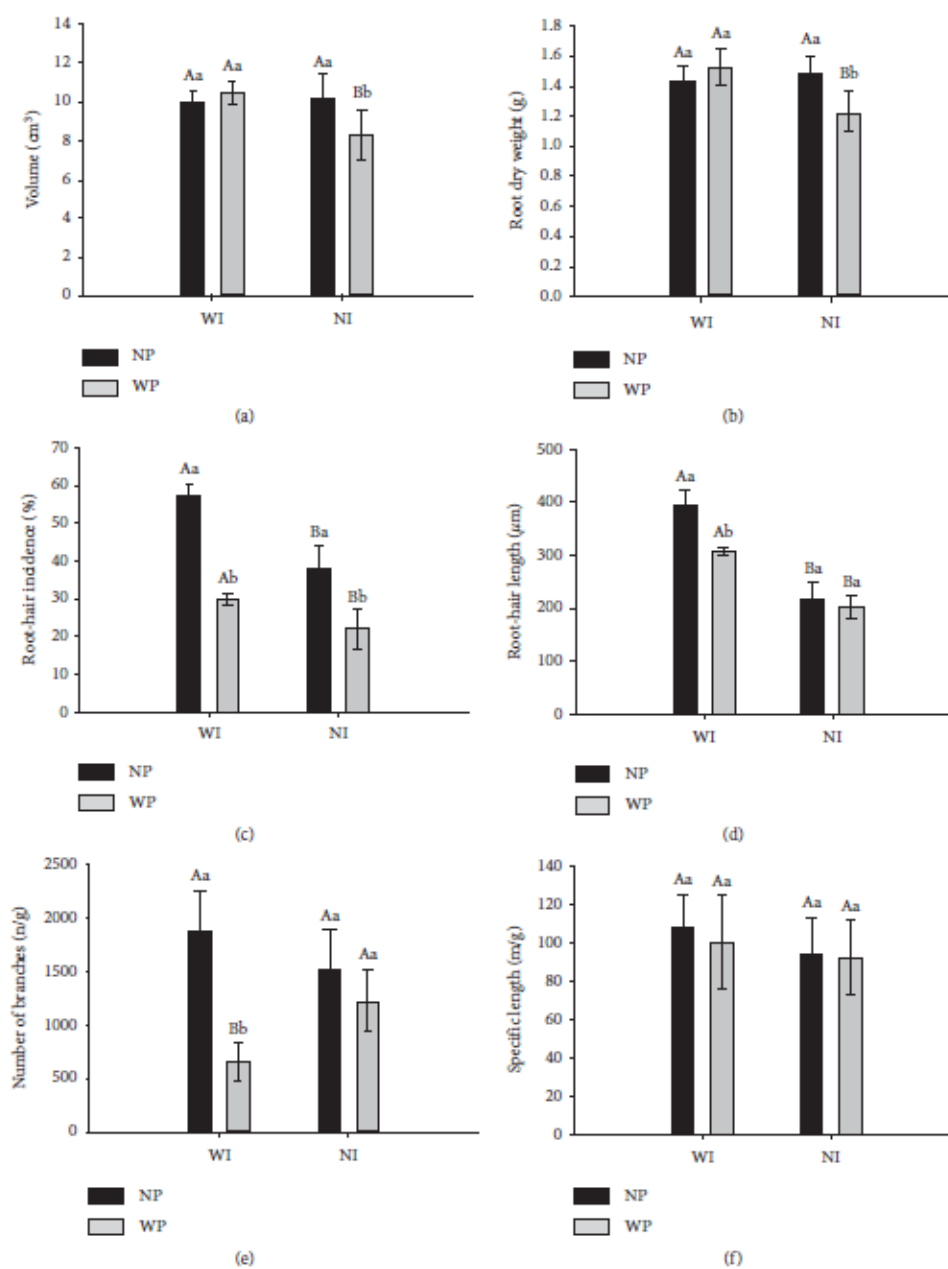 Volume (cm³)
14
12
10
8
6
4
2
0
Aa
Aa
Aa
Bb
WI
NI
NP
WP
(a)
Root dry weight (g)
1.8
1.6
1.4
1.2
1.0
0.8
0.6
0.4
0.2
0.0
Aa
Aa
Aa
Bb
WI
NI
NP
WP
(b)
Root-hair incidence (%)
70
60
50
40
30
20
10
0
Aa
Ab
Ba
Bb
WI
NI
NP
WP
(c)
Root-hair length (μm)
500
400
300
200
100
0
Aa
Ab
Ba
Ba
WI
NI
NP
WP
(d)
Number of branches (n/g)
2500
2000
1500
1000
500
0
Aa
Bb
Aa
Aa
WI
NI
NP
WP
(e)
Specific length (m/g)
140
120
100
80
60
40
20
0
Aa
Aa
Aa
Aa
WI
NI
NP
WP
(f)